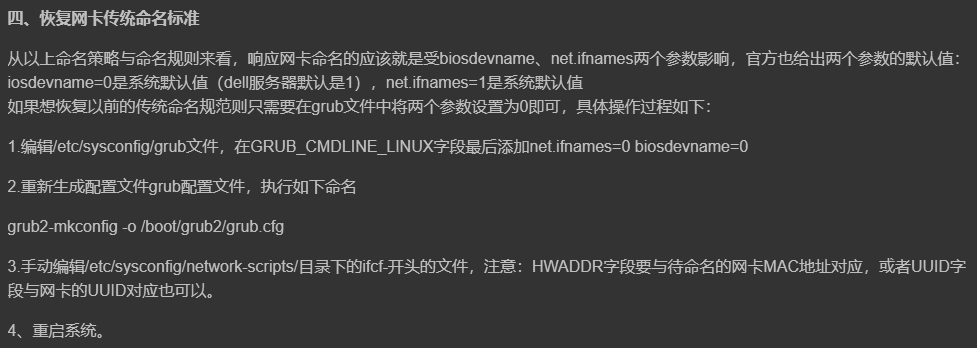 四、恢复网卡传统命名标准
从以上命名策略与命名规则来看，响应网卡命名的应该就是受biosdevname、net.ifnames两个参数影响，官方也给出两个参数的默认值：
iosdevname=0是系统默认值（dell服务器默认是1），net.ifnames=1是系统默认值
如果想恢复以前的传统命名规范则只需要在grub文件中将两个参数设置为0即可，具体操作过程如下：
1.编辑/etc/sysconfig/grub文件，在GRUB_CMDLINE_LINUX字段最后添加net.ifnames=0 biosdevname=0
2.重新生成配置文件grub配置文件，执行如下命名
grub2-mkconfig -o /boot/grub2/grub.cfg
3.手动编辑/etc/sysconfig/network-scripts/目录下的ifcf-开头的文件，注意：HWADDR字段要与待命名的网卡MAC地址对应，或者UUID字
段与网卡的UUID对应也可以。
4、重启系统。